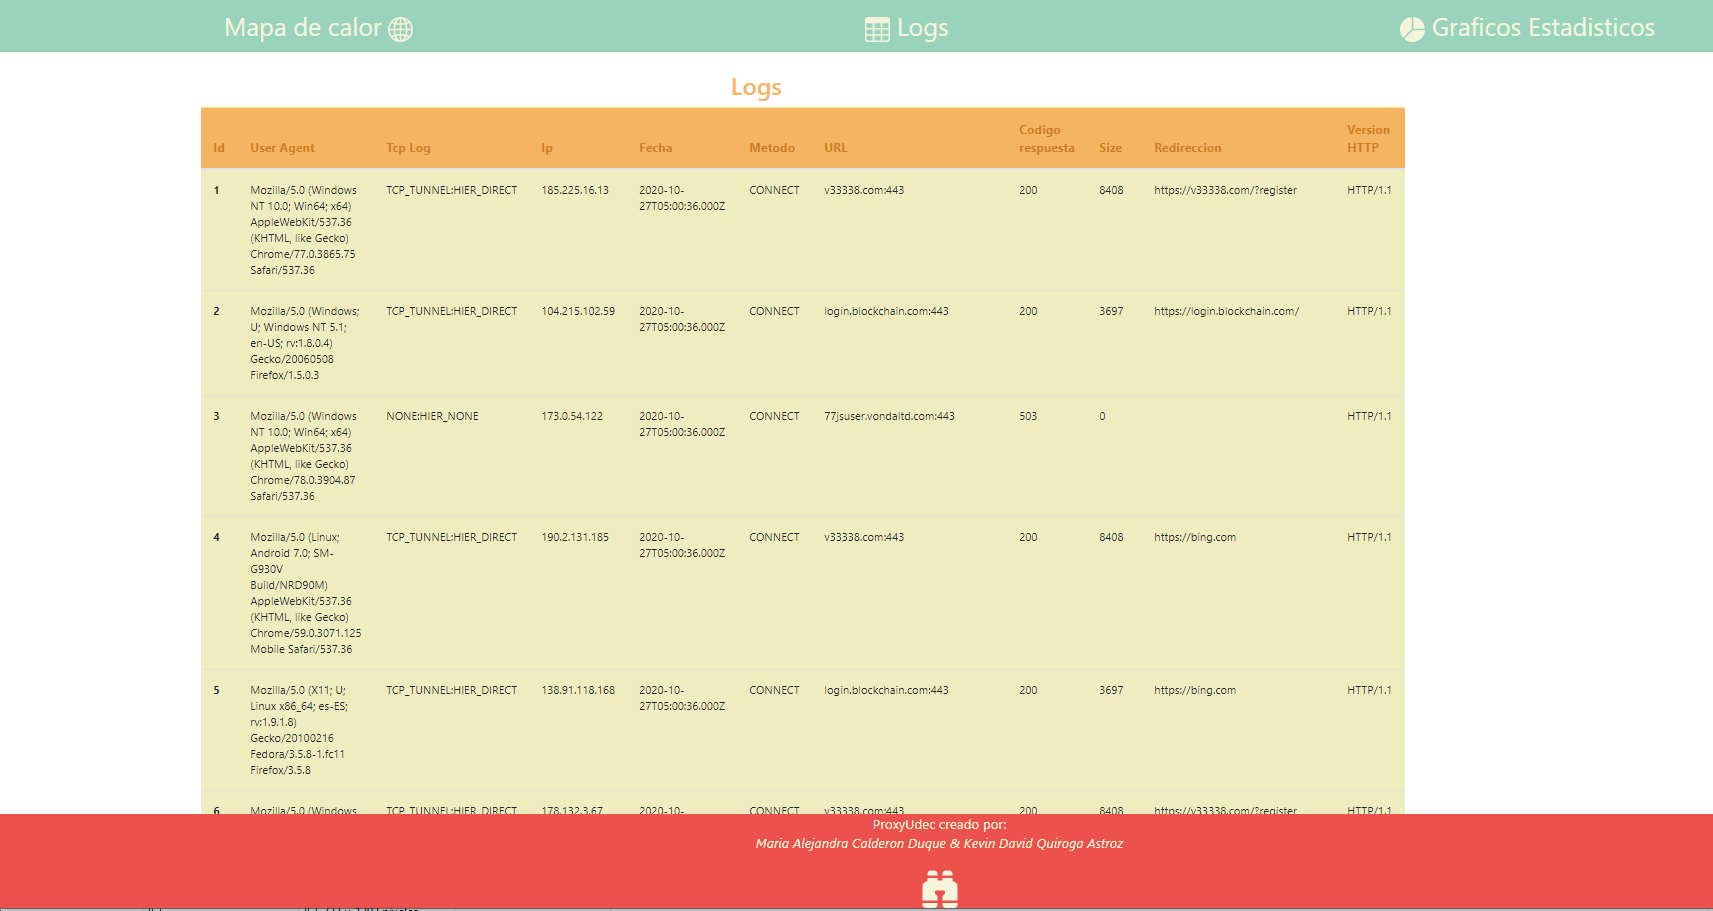 Mapa de calor
Logs
Graficos Estadisticos
Logs
Id User Agent Tcp Log Ip Fecha Metodo URL Codigo respuesta Size Redireccion Version HTTP
1 Mozilla/5.0 (Windows NT 10.0; Win64; x64) AppleWebKit/537.36 (KHTML, like Gecko) Chrome/77.0.3865.75 Safari/537.36 TCP_TUNNEL:HIER_DIRECT 185.225.16.13 2020-10-27T05:00:36.000Z CONNECT v33338.com:443 200 8408 https://v33338.com/?register HTTP/1.1
2 Mozilla/5.0 (Windows; U; Windows NT 5.1; en-US; rv:1.8.0.4) Gecko/20060508 Firefox/1.5.0.3 TCP_TUNNEL:HIER_DIRECT 104.215.102.59 2020-10-27T05:00:36.000Z CONNECT login.blockchain.com:443 200 3697 https://login.blockchain.com/ HTTP/1.1
3 Mozilla/5.0 (Windows NT 10.0; Win64; x64) AppleWebKit/537.36 (KHTML, like Gecko) Chrome/78.0.3904.87 Safari/537.36 NONE:HIER_NONE 173.0.54.122 2020-10-27T05:00:36.000Z CONNECT 77jsuser.vondaltd.com:443 503 0 HTTP/1.1
4 Mozilla/5.0 (Linux; Android 7.0; SM-G930V Build/NRD90M) AppleWebKit/537.36 (KHTML, like Gecko) Chrome/59.0.3071.125 Mobile Safari/537.36 TCP_TUNNEL:HIER_DIRECT 190.2.131.185 2020-10-27T05:00:36.000Z CONNECT v33338.com:443 200 8408 https://bing.com HTTP/1.1
5 Mozilla/5.0 (X11; U; Linux x86_64; es-ES; rv:1.9.1.8) Gecko/20100216 Fedora/3.5.8-1.fc11 Firefox/3.5.8 TCP_TUNNEL:HIER_DIRECT 138.91.118.168 2020-10-27T05:00:36.000Z CONNECT login.blockchain.com:443 200 3697 https://bing.com HTTP/1.1
6 Mozilla/5.0 (Windows TCP_TUNNEL:HIER_DIRECT 178.132.3.67 2020-10- CONNECT v33338.com:443 200 8408 https://v33338.com/?register HTTP/1.1
ProxyUdec creado por:
Maria Alejandra Calderon Duque & Kevin David Quiroga Astroz